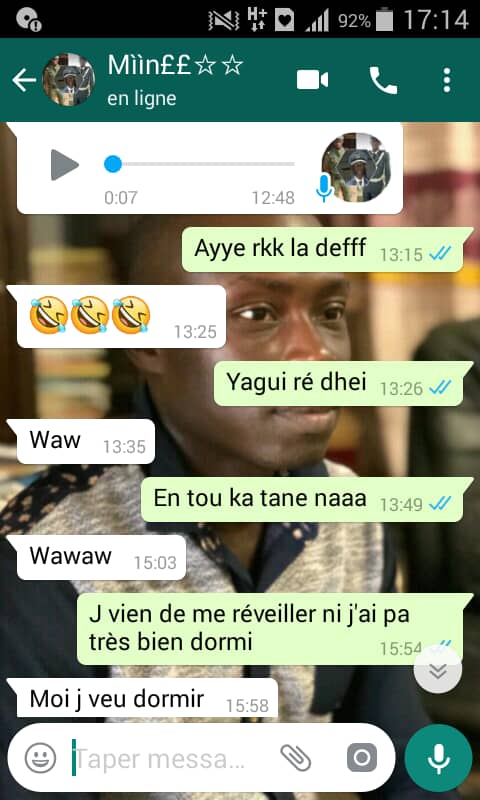 92% 17:14
Mììn££☆☆
en ligne
0:07 12:48
Ayye rkk la defff 13:15
🤣🤣🤣 13:25
Yagui ré dhei 13:26
Waw 13:35
En tou ka tane naaa 13:49
Wawaw 15:03
J vien de me réveiller ni j'ai pa
très bien dormi 15:54
Moi j veu dormir 15:58
Taper messa...